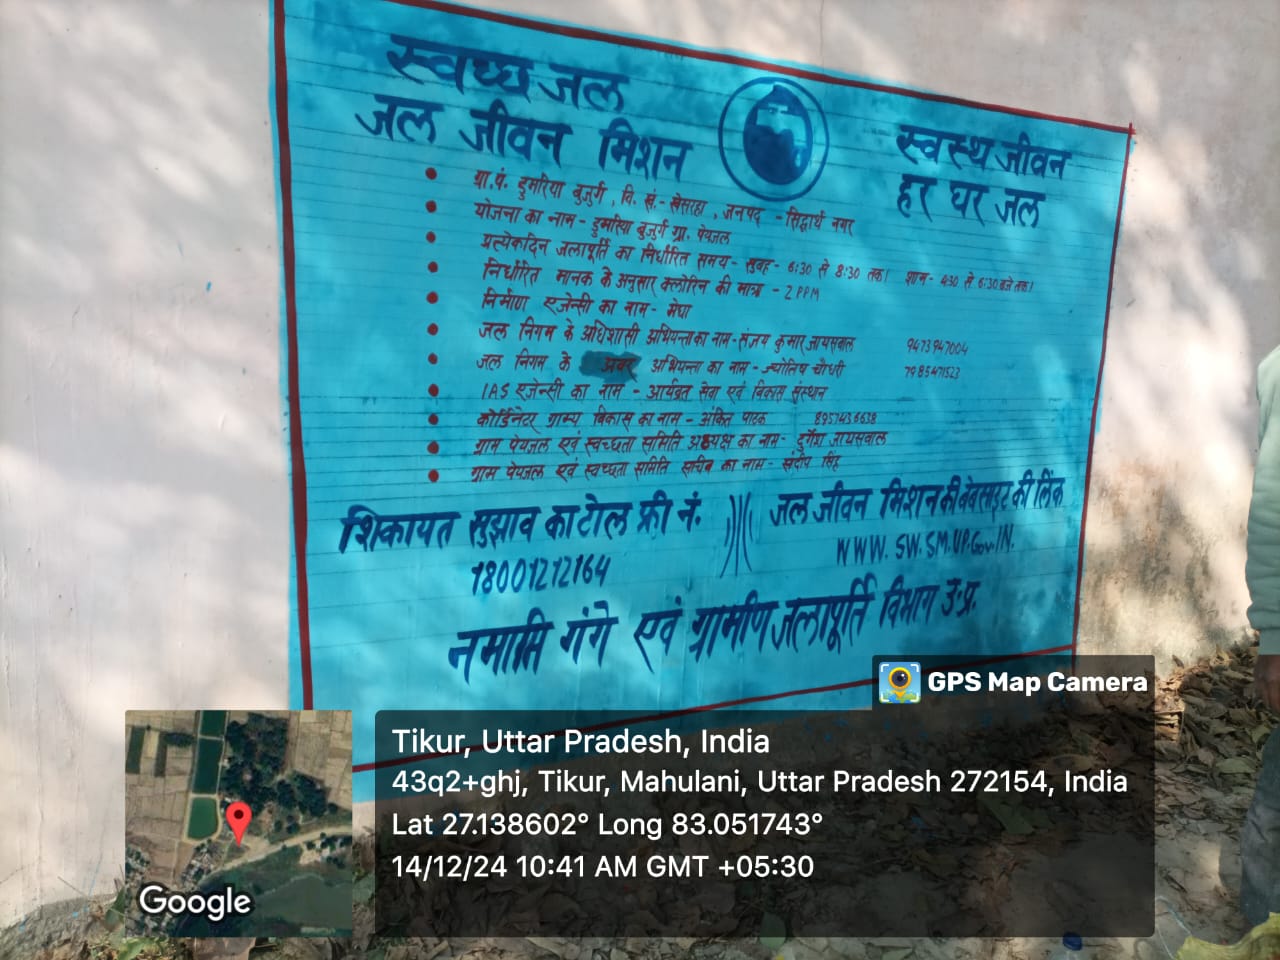 स्वच्छ जल
जल जीवन मिशन
स्वस्थ जीवन
हर घर जल
• ग्रा.पं. डुमरिया बुजुर्ग, वि. खं.- खेसरहा, जनपद - सिद्धार्थ नगर
• योजना का नाम - डुमरिया बुजुर्ग ग्रा. पेयजल
• प्रत्येकदिन जलापूर्ति का निर्धारित समय - सुबह - 6:30 से 8:30 तक। शाम - 4:30 से 6:30 बजे तक।
• निर्धारित मानक के अनुसार क्लोरिन की मात्रा - 2 PPM
• निर्माण एजेन्सी का नाम - मेघा
• जल निगम के अधिशासी अभियन्ता का नाम - संजय कुमार जायसवाल 9473947004
• जल निगम के अवर अभियन्ता का नाम - ज्योतिष चौधरी 7985471523
• IAS एजेन्सी का नाम - आर्यव्रत सेवा एवं विकास संस्थान
• कोर्डिनेटर ग्राम्य विकास का नाम - अंकित पाठक 8957436638
• ग्राम पेयजल एवं स्वच्छता समिति अध्यक्ष का नाम - दुर्गेश जायसवाल
• ग्राम पेयजल एवं स्वच्छता समिति सचिव का नाम - संदीप सिंह
शिकायत सुझाव का टोल फ्री नं.
18001212164
जल जीवन मिशन की वेबसाइट की लिंक
WWW. SW.SM.UP.Gov.IN.
नमामि गंगे एवं ग्रामीण जलापूर्ति विभाग उ.प्र.
GPS Map Camera
Tikur, Uttar Pradesh, India
43q2+ghj, Tikur, Mahulani, Uttar Pradesh 272154, India
Lat 27.138602° Long 83.051743°
14/12/24 10:41 AM GMT +05:30
Google